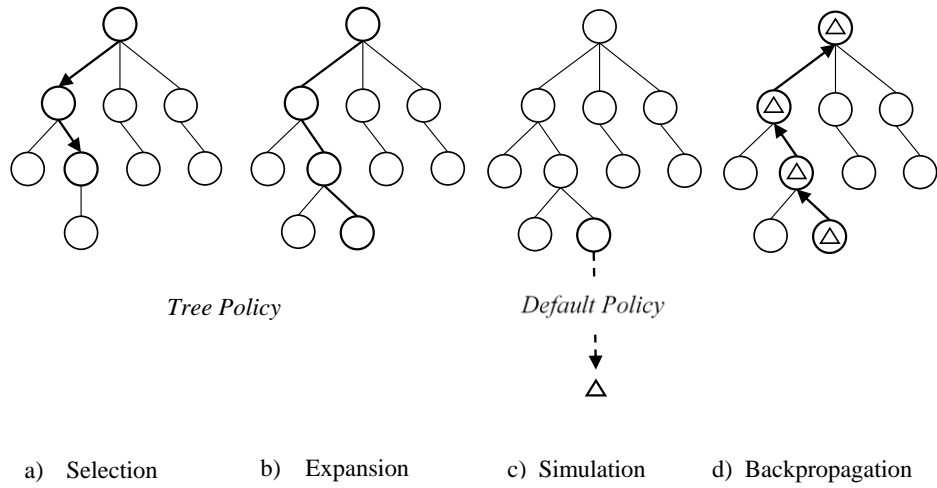 Tree Policy
Default Policy
a) Selection
b) Expansion
c) Simulation
d) Backpropagation